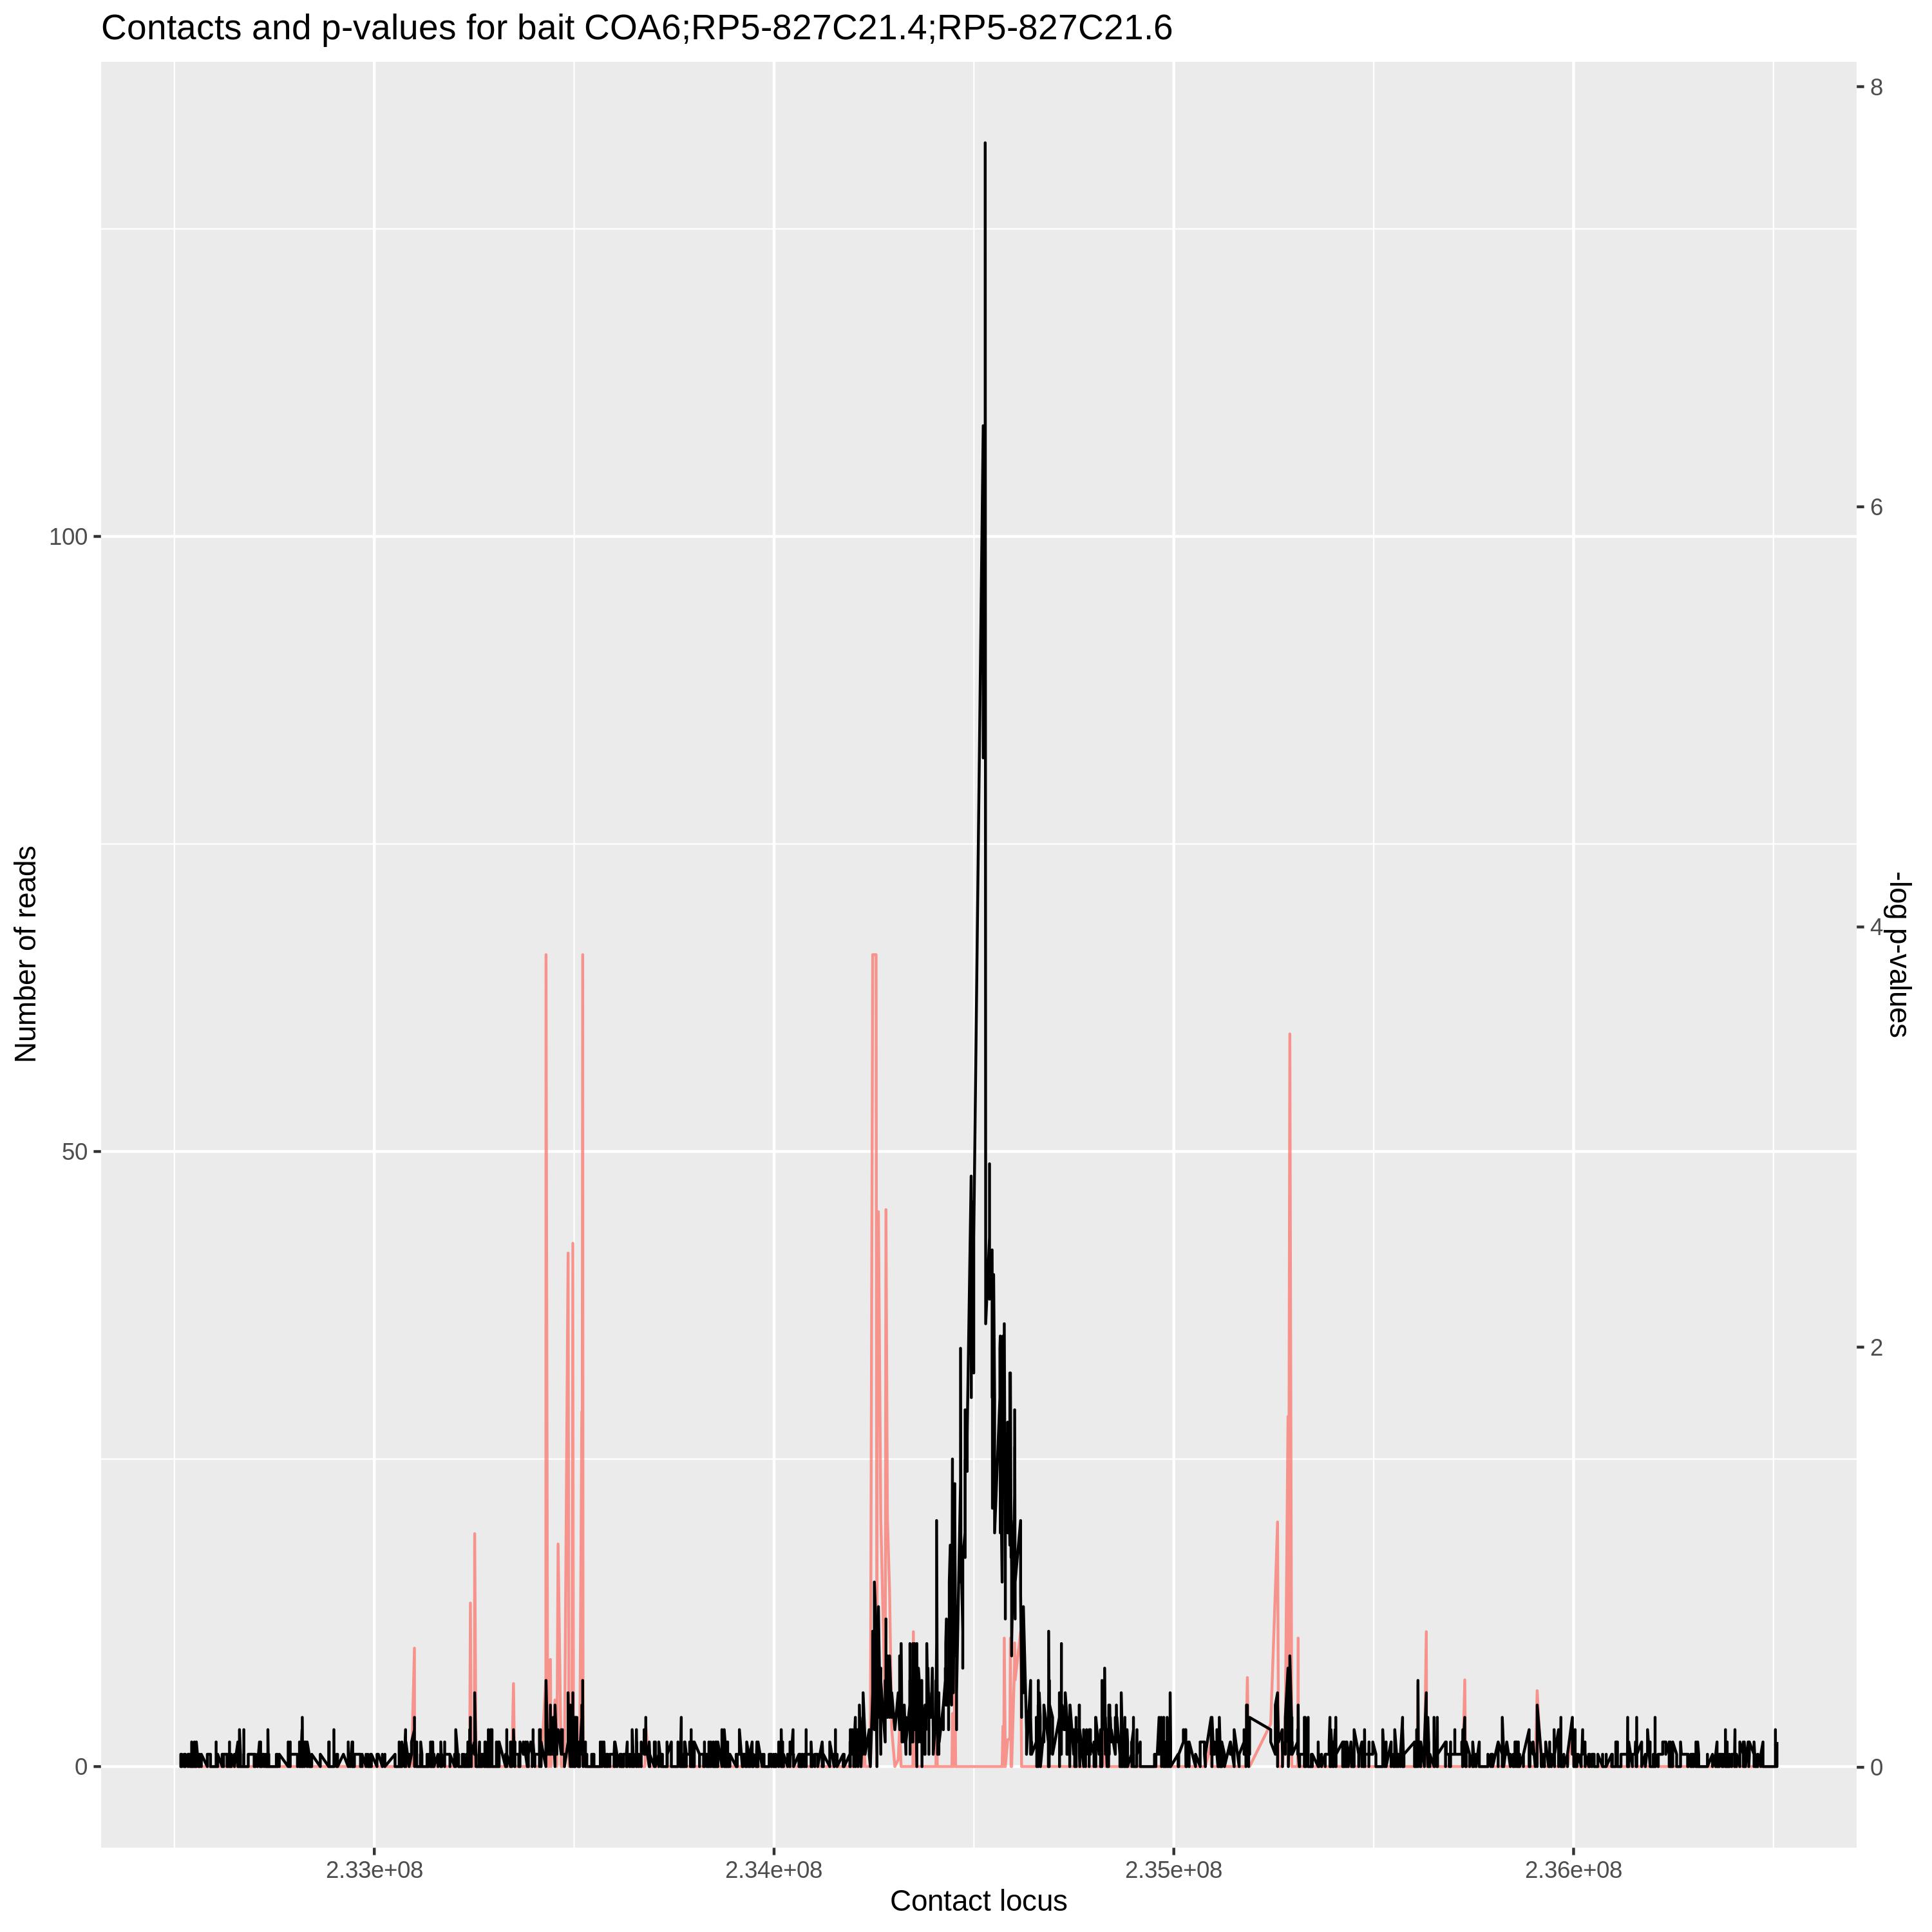 Contacts and p-values for bait COA6;RP5-827C21.4;RP5-827C21.6
8
6
4
2
0
100
50
0
Number of reads
-log p-values
2.33e+08 2.34e+08 2.35e+08 2.36e+08
Contact locus